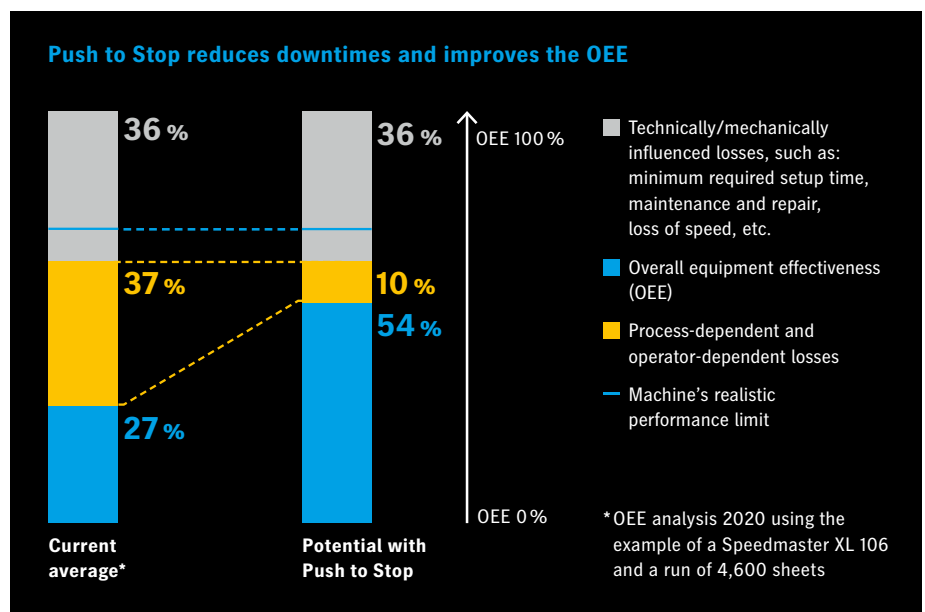 Push to Stop reduces downtimes and improves the OEE
36 %
37 %
27 %
Current
average*
36 %
10 %
54 %
Potential with
Push to Stop
OEE 100 %
OEE 0 %
Technically/mechanically
influenced losses, such as:
minimum required setup time,
maintenance and repair,
loss of speed, etc.
Overall equipment effectiveness
(OEE)
Process-dependent and
operator-dependent losses
Machine’s realistic
performance limit
* OEE analysis 2020 using the
example of a Speedmaster XL 106
and a run of 4,600 sheets